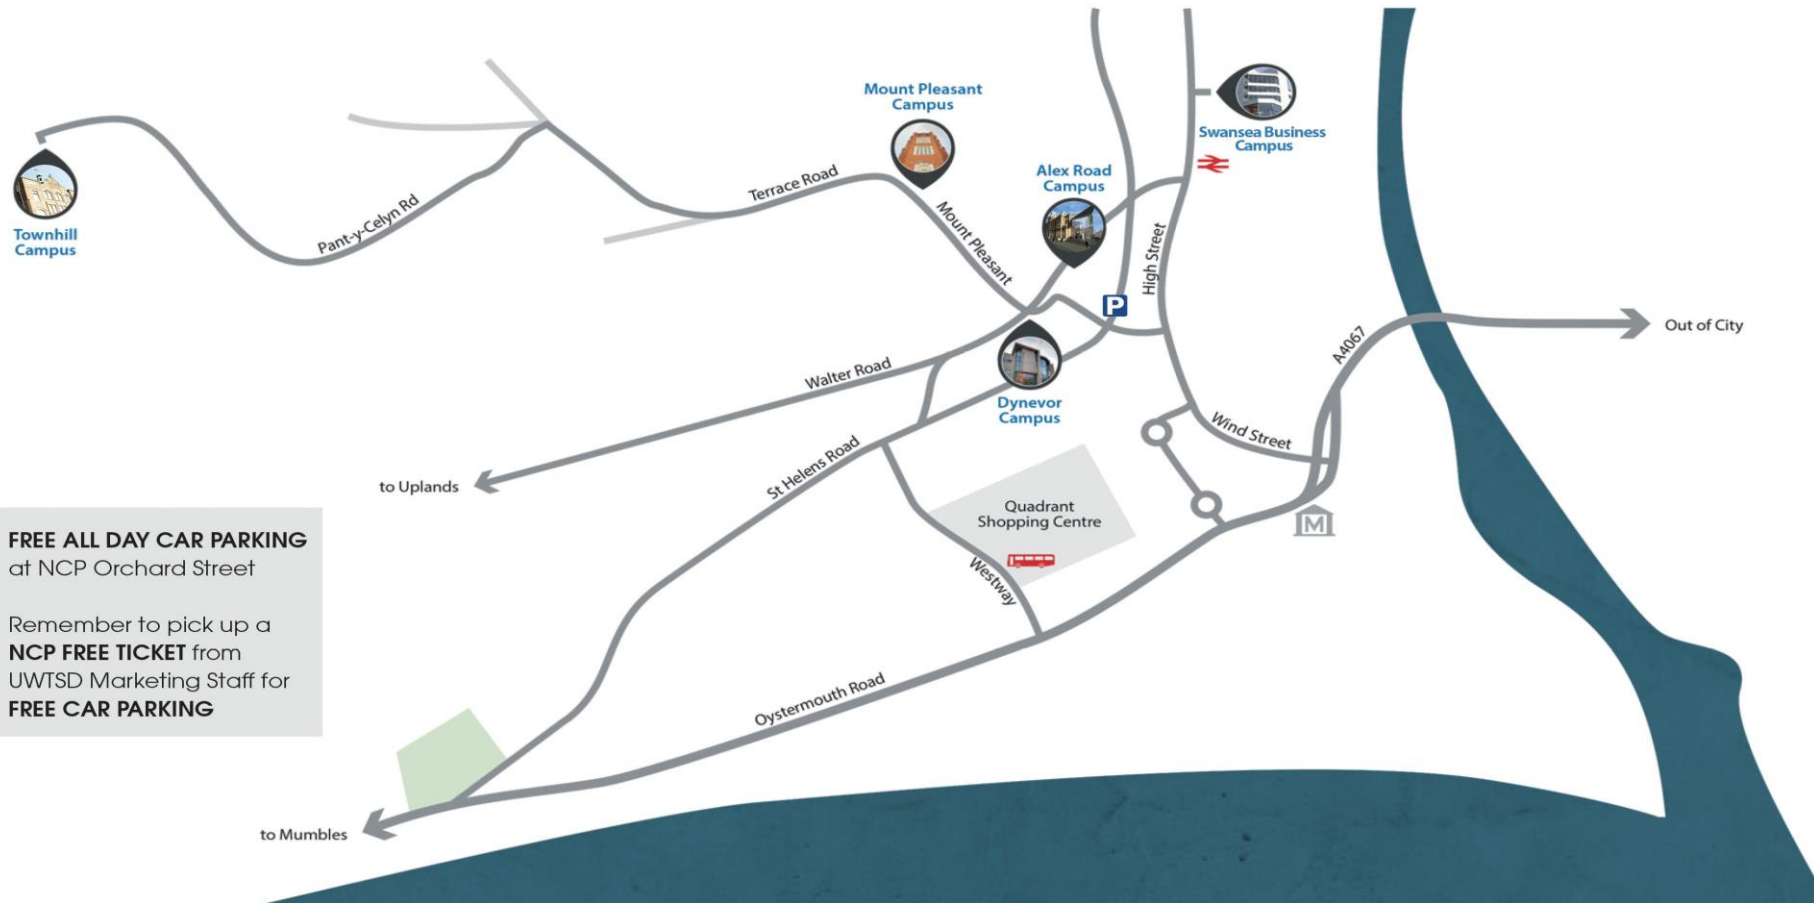 Mount Pleasant
Campus
Swansea Business
Campus
Alex Road
Campus
Townhill
Campus
Pant-y-Celyn Rd
Terrace Road
Mount Pleasant
High Street
P
Out of City
A4067
Walter Road
Dynevor
Campus
Wind Street
to Uplands
St Helens Road
Quadrant
Shopping Centre
M
Westway
FREE ALL DAY CAR PARKING
at NCP Orchard Street
Remember to pick up a
NCP FREE TICKET from
UWTSD Marketing Staff for
FREE CAR PARKING
Oystermouth Road
to Mumbles